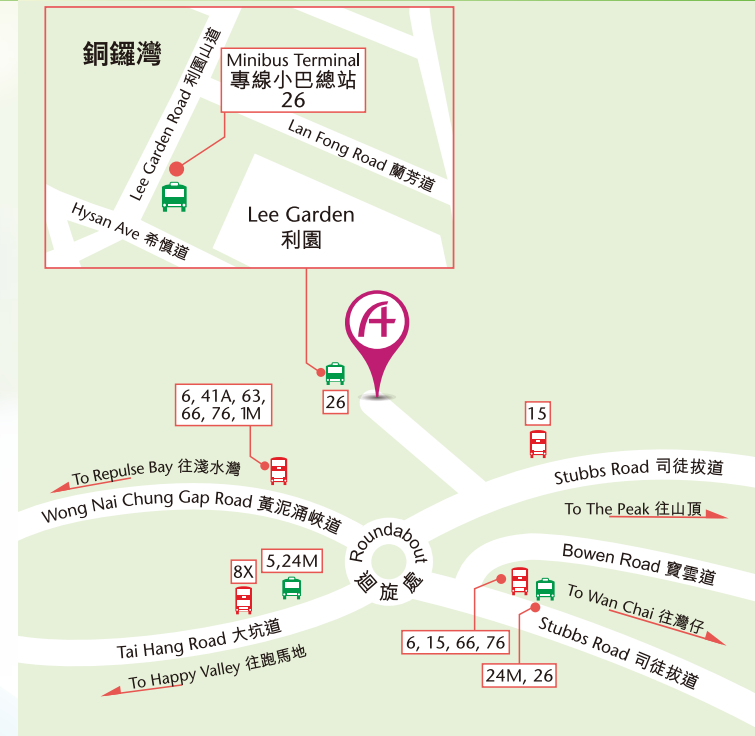 銅鑼灣
Minibus Terminal
專線小巴總站
26
Lee Garden Road 利園山道
Lan Fong Road 蘭芳道
Hysan Ave 希慎道
Lee Garden
利園
26
6, 41A, 63,
66, 76, 1M
15
To Repulse Bay 往淺水灣
Wong Nai Chung Gap Road 黃泥涌峽道
Stubbs Road 司徒拔道
To The Peak 往山頂
Roundabout
迴旋處
Bowen Road 寶雲道
8X
5,24M
To Wan Chai 往灣仔
Tai Hang Road 大坑道
6, 15, 66, 76
Stubbs Road 司徒拔道
24M, 26
To Happy Valley 往跑馬地